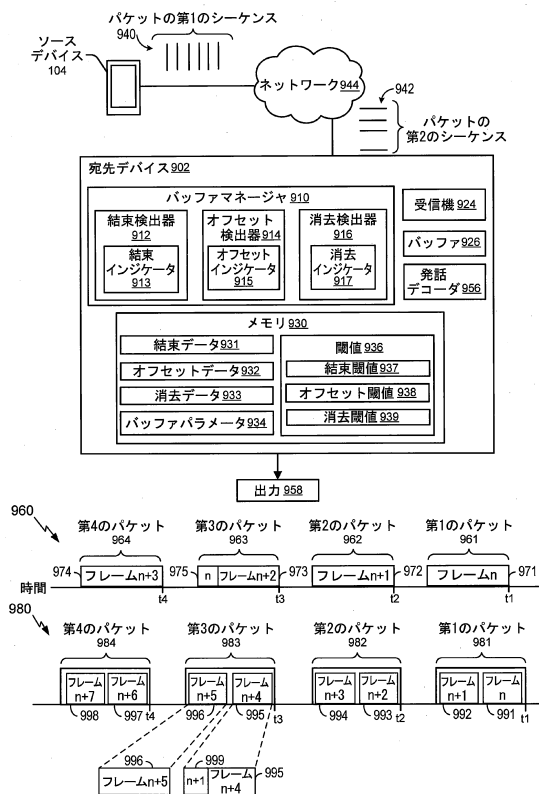 パケットの第1のシーケンス
940
ソース
デバイス
104
ネットワーク944
942
パケットの
第2のシーケンス
宛先デバイス902
バッファマネージャ910
結束検出器
912
結束
インジケータ
913
オフセット
検出器914
オフセット
インジケータ
915
消去検出器
916
消去
インジケータ
917
受信機924
バッファ926
発話
デコーダ956
メモリ930
結束データ931
オフセットデータ932
消去データ933
バッファパラメータ934
閾値936
結束閾値937
オフセット閾値938
消去閾値939
出力958
960
第4のパケット
964
第3のパケット
963
第2のパケット
962
第1のパケット
961
974
フレームn+3
975
n
フレームn+2
973
フレームn+1
972
フレームn
971
時間
t4
t3
t2
t1
980
第4のパケット
984
第3のパケット
983
第2のパケット
982
第1のパケット
981
フレーム
n+7
フレーム
n+6
フレーム
n+5
フレーム
n+4
フレーム
n+3
フレーム
n+2
フレーム
n+1
フレーム
n
998
997
t4
996
995
t3
994
993
t2
992
991
t1
996
フレームn+5
999
n+1
フレーム
n+4
995